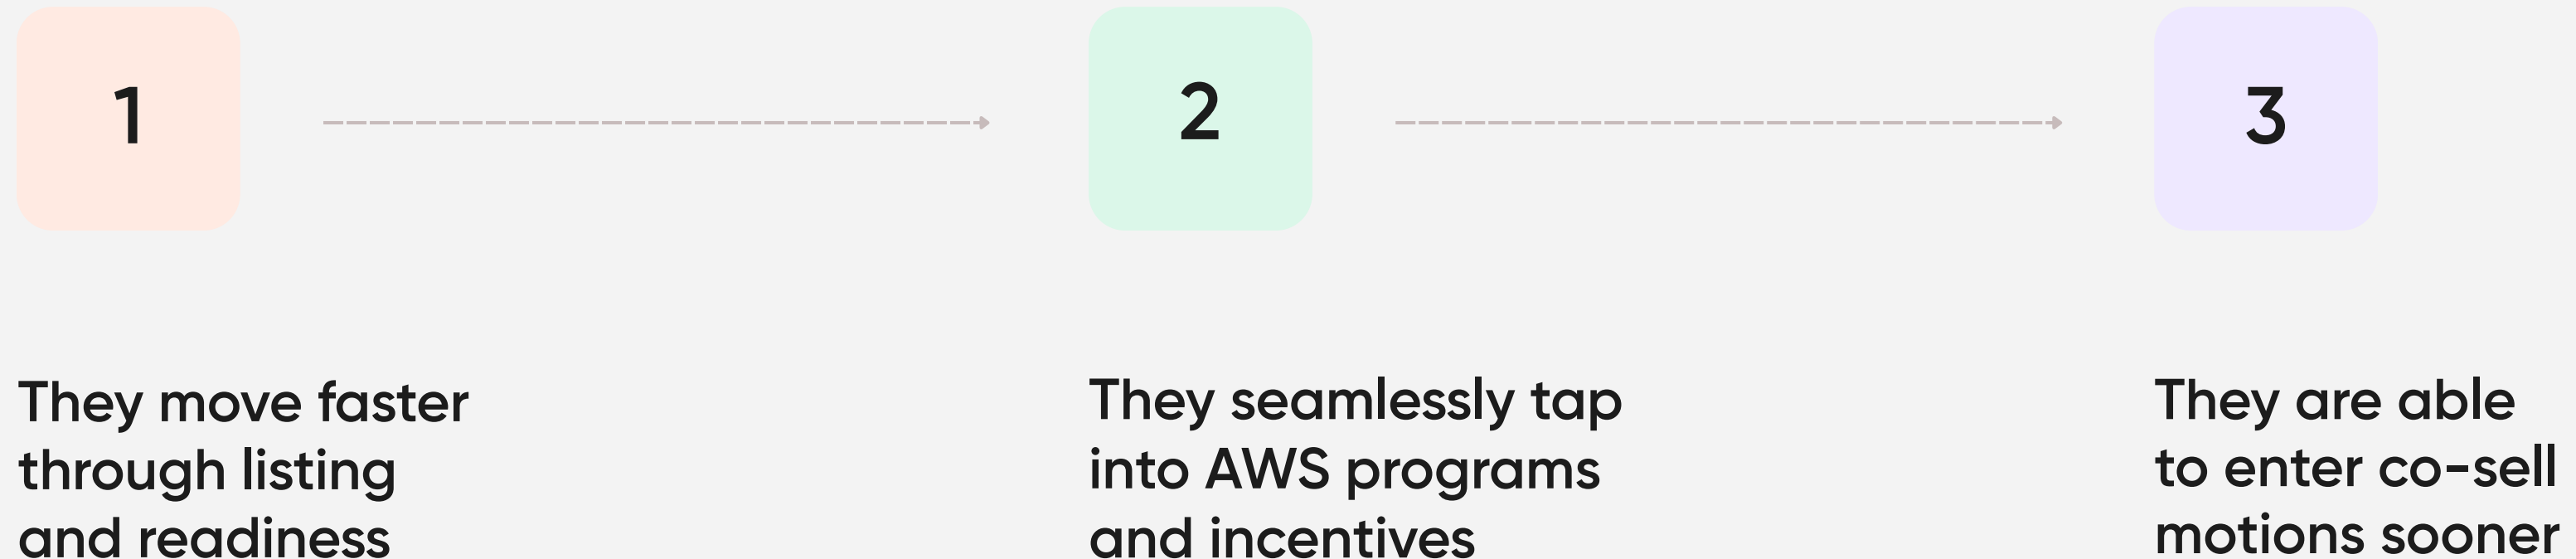 1
2
3
They move faster
through listing
and readiness
They seamlessly tap
into AWS programs
and incentives
They are able
to enter co-sell
motions sooner